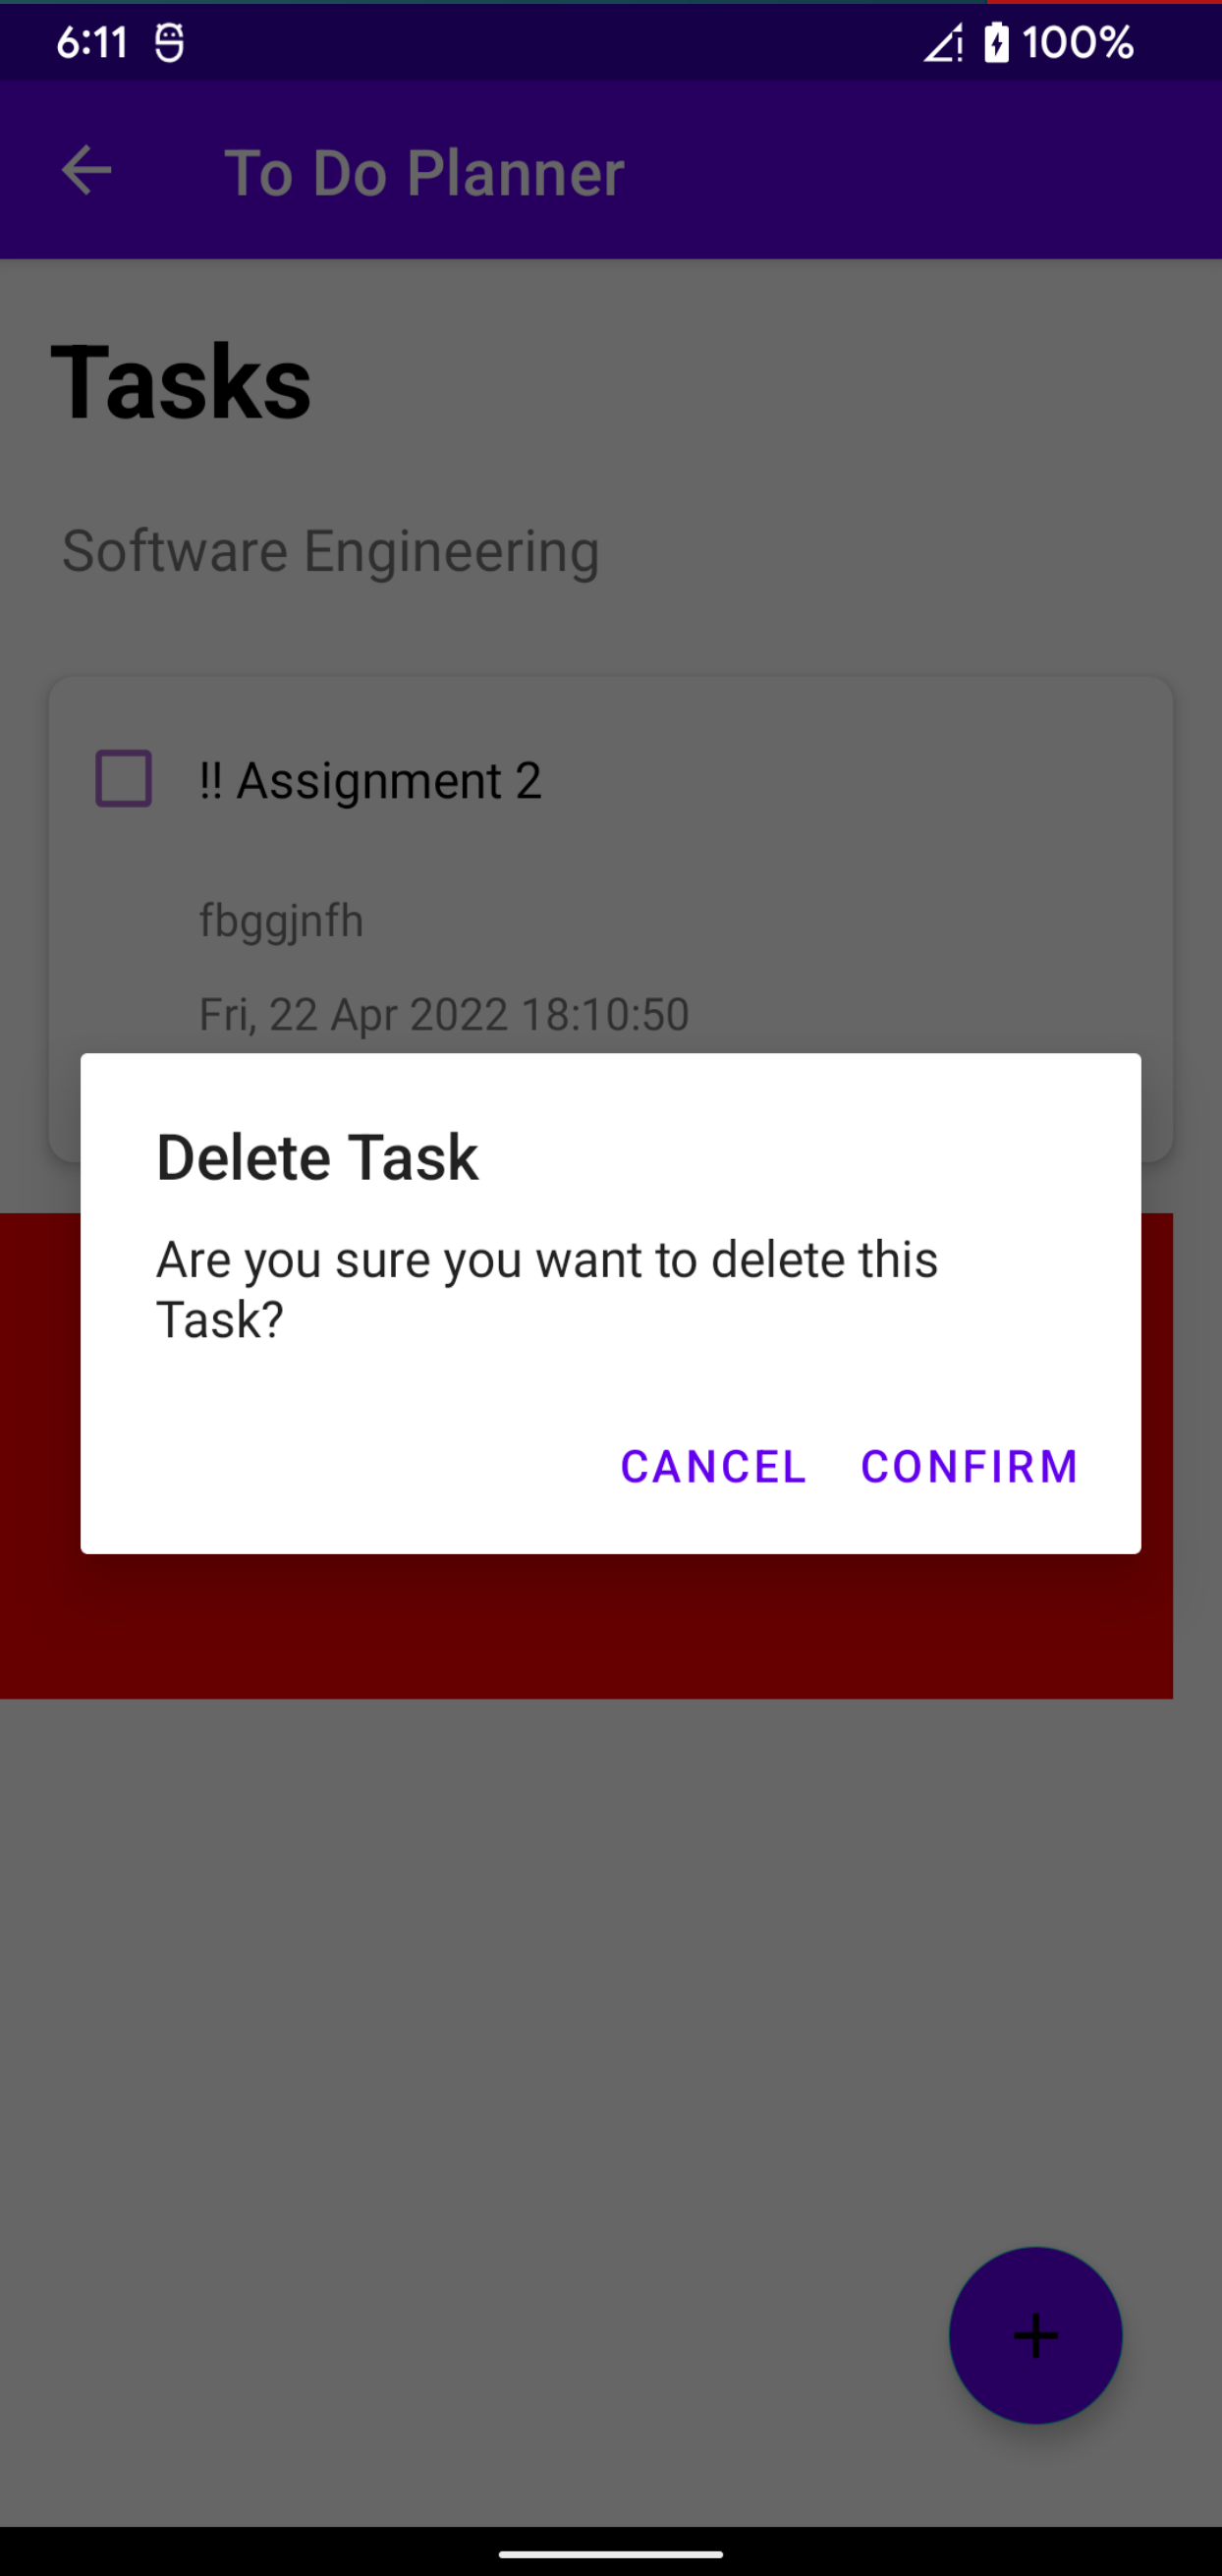 6:11 100%
To Do Planner
Tasks
Software Engineering
!! Assignment 2
fbggjnfh
Fri, 22 Apr 2022 18:10:50
Delete Task
Are you sure you want to delete this
Task?
CANCEL CONFIRM